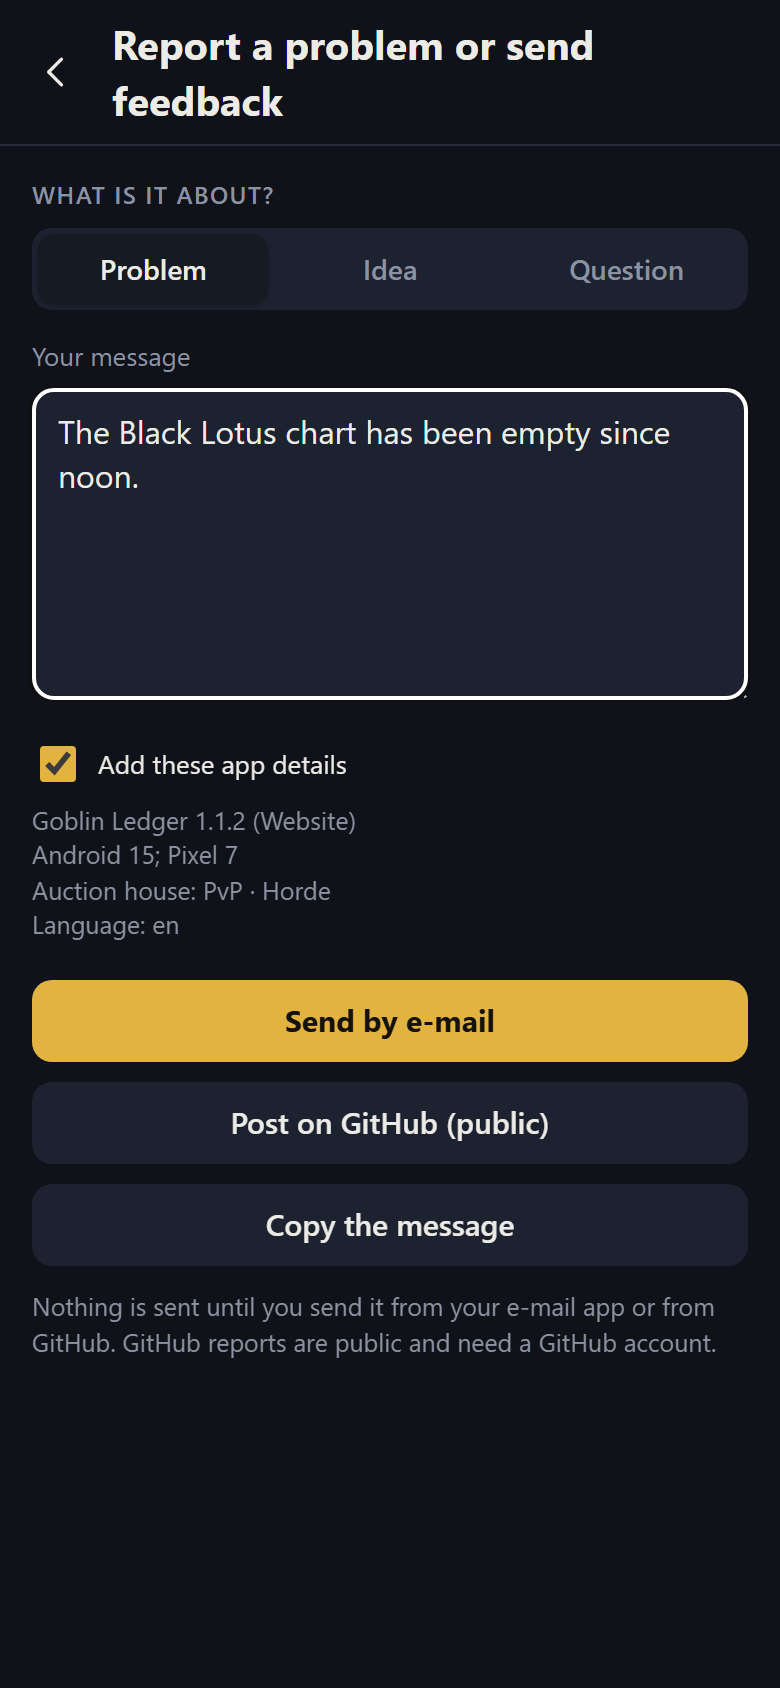 Report a problem or send
feedback
WHAT IS IT ABOUT?
Problem
Idea
Question
Your message
The Black Lotus chart has been empty since
noon.
Add these app details
Goblin Ledger 1.1.2 (Website)
Android 15; Pixel 7
Auction house: PvP · Horde
Language: en
Send by e-mail
Post on GitHub (public)
Copy the message
Nothing is sent until you send it from your e-mail app or from
GitHub. GitHub reports are public and need a GitHub account.